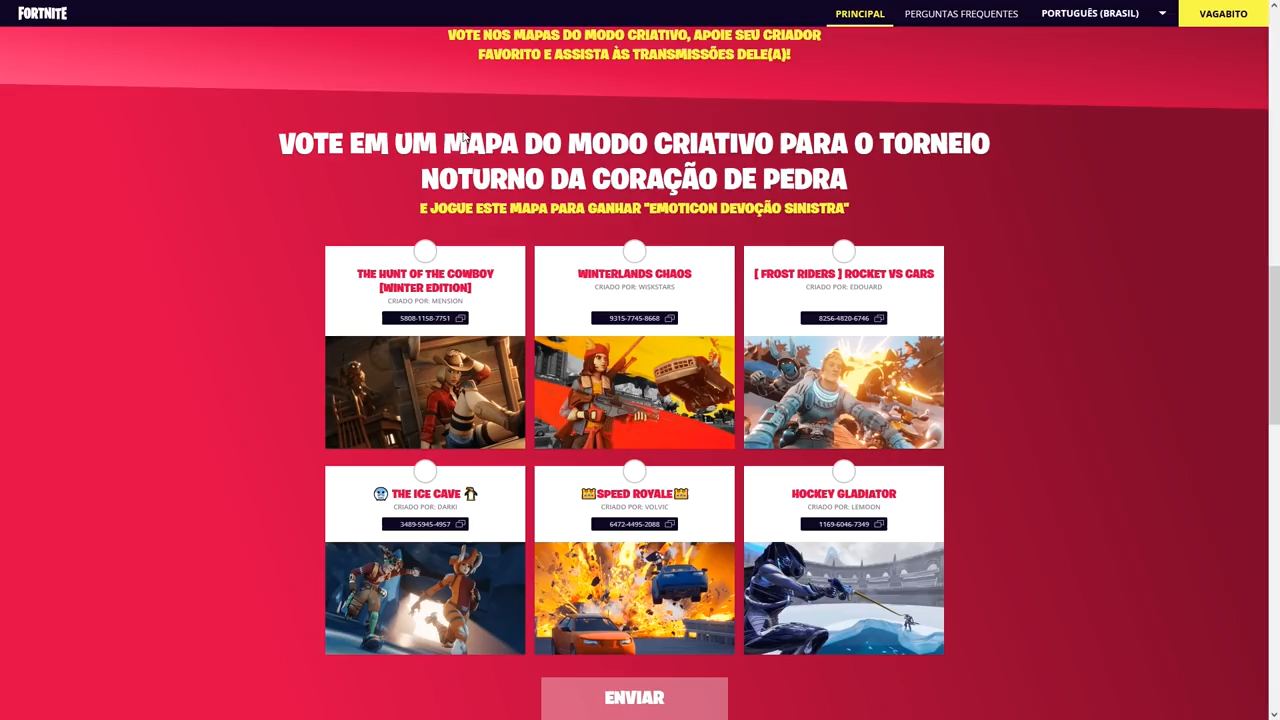 FORTNITE
PRINCIPAL
PERGUNTAS FREQUENTES
PORTUGUÊS (BRASIL)
VAGABITO
VOTE NOS MAPAS DO MODO CRIATIVO, APOIE SEU CRIADOR
FAVORITO E ASSISTA ÀS TRANSMISSÕES DELE(A)!
VOTE EM UM MAPA DO MODO CRIATIVO PARA O TORNEIO
NOTURNO DA CORAÇÃO DE PEDRA
E JOGUE ESTE MAPA PARA GANHAR "EMOTICON DEVOÇÃO SINISTRA"
THE HUNT OF THE COWBOY
[WINTER EDITION]
CRIADO POR: MENSION
5808-1158-7751
WINTERLANDS CHAOS
CRIADO POR: WISKSTARS
9315-7745-8668
[ FROST RIDERS ] ROCKET VS CARS
CRIADO POR: EDOUARD
8256-4820-6746
🥶 THE ICE CAVE 🐧
CRIADO POR: DARKI
3489-5945-4957
👑SPEED ROYALE👑
CRIADO POR: VOLVIC
6472-4495-2088
HOCKEY GLADIATOR
CRIADO POR: LEMOON
1169-6046-7349
ENVIAR